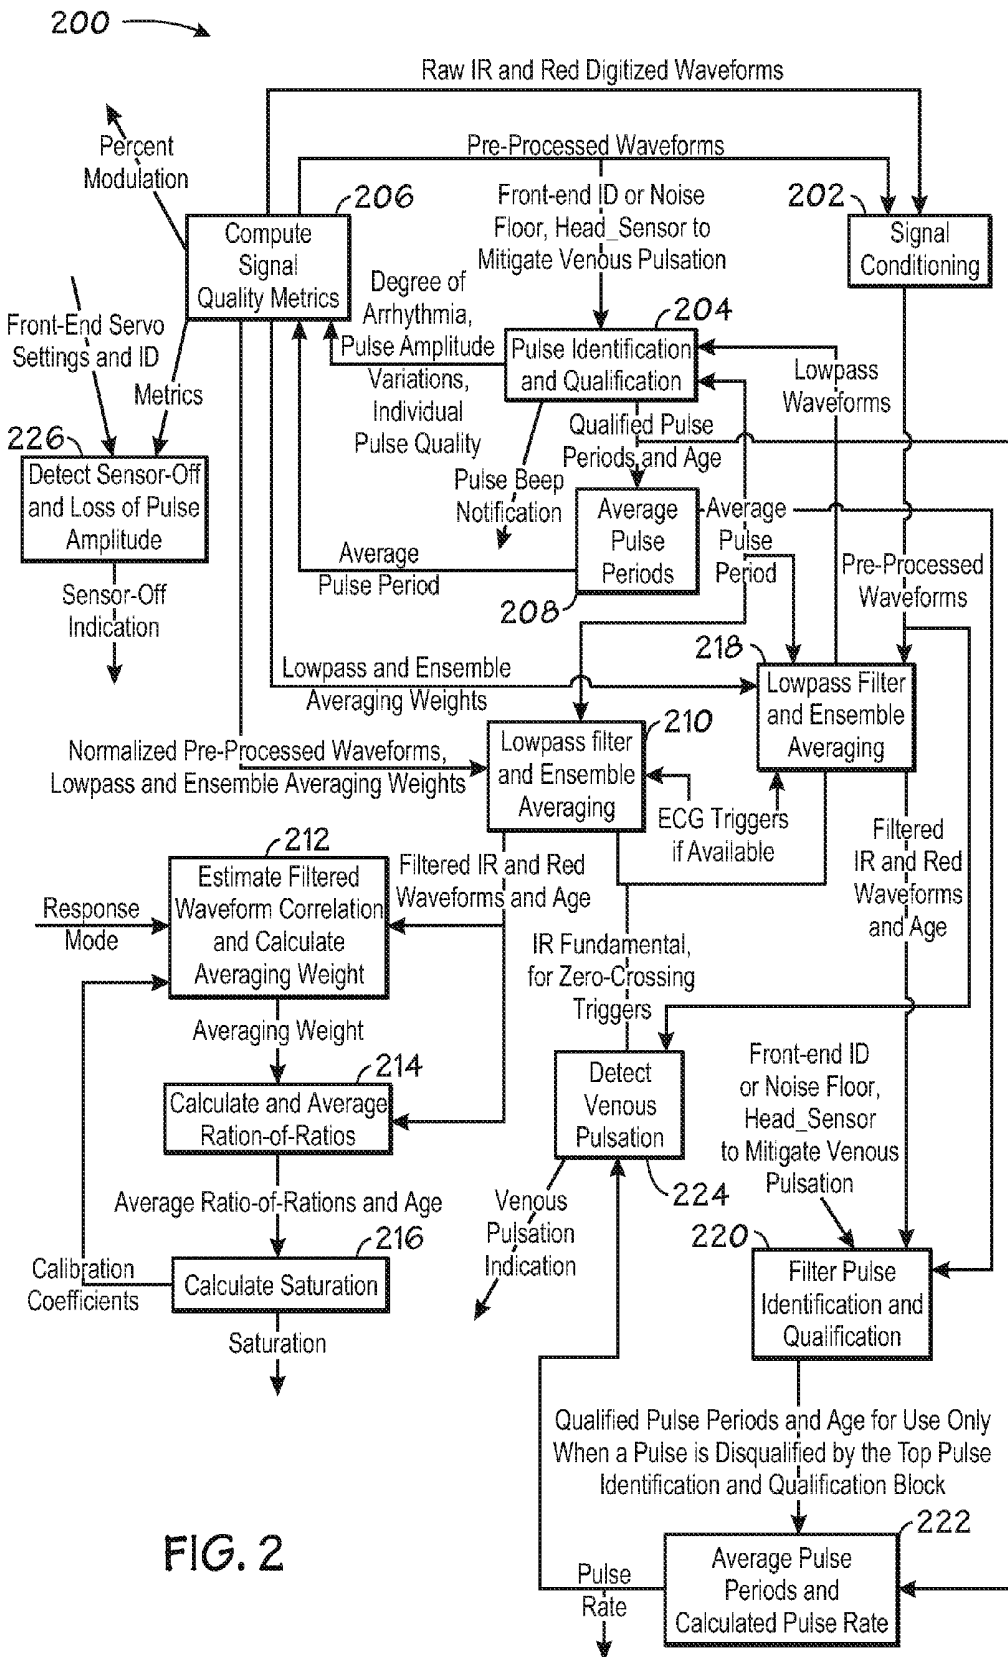 200
Raw IR and Red Digitized Waveforms
Percent
Modulation
Pre-Processed Waveforms
206
Compute
Signal
Quality Metrics
Front-end ID or Noise
Floor, Head_Sensor to
Mitigate Venous Pulsation
202
Signal
Conditioning
Front-End Servo
Settings and ID
Metrics
Degree of
Arrhythmia,
Pulse Amplitude
Variations,
Individual
Pulse Quality
204
Pulse Identification
and Qualification
Lowpass
Waveforms
226
Detect Sensor-Off
and Loss of Pulse
Amplitude
Sensor-Off
Indication
Pulse Beep
Notification
Qualified Pulse
Periods and Age
Average
Pulse
Periods
208
Average
Pulse
Period
Average
Pulse Period
Pre-Processed
Waveforms
Lowpass and Ensemble
Averaging Weights
218
Lowpass Filter
and Ensemble
Averaging
Normalized Pre-Processed Waveforms,
Lowpass and Ensemble Averaging Weights
210
Lowpass filter
and Ensemble
Averaging
ECG Triggers
if Available
Filtered
IR and Red
Waveforms
and Age
212
Estimate Filtered
Waveform Correlation
and Calculate
Averaging Weight
Response
Mode
Filtered IR and Red
Waveforms and Age
IR Fundamental,
for Zero-Crossing
Triggers
Averaging Weight
214
Calculate and Average
Ration-of-Ratios
Detect
Venous
Pulsation
224
Front-end ID
or Noise Floor,
Head_Sensor
to Mitigate Venous
Pulsation
Average Ratio-of-Rations and Age
216
Calculate Saturation
Calibration
Coefficients
Saturation
Venous
Pulsation
Indication
220
Filter Pulse
Identification and
Qualification
Qualified Pulse Periods and Age for Use Only
When a Pulse is Disqualified by the Top Pulse
Identification and Qualification Block
222
Average Pulse
Periods and
Calculated Pulse Rate
Pulse
Rate
FIG. 2